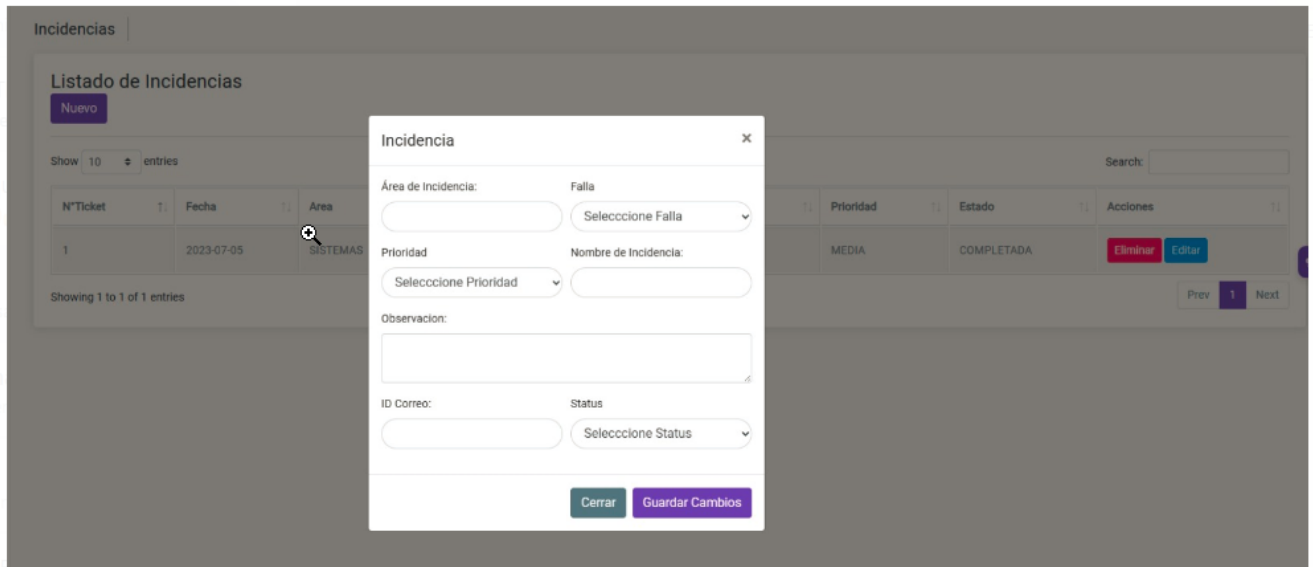 Incidencias
Listado de Incidencias
Nuevo
Show 10 entries
Search:
N°Ticket Fecha Area Prioridad Estado Acciones
1 2023-07-05 SISTEMAS MEDIA COMPLETADA Eliminar Editar
Showing 1 to 1 of 1 entries
Prev 1 Next
Incidencia ×
Área de Incidencia: Falla
Selecccione Falla
Prioridad Nombre de Incidencia:
Selecccione Prioridad
Observacion:
ID Correo: Status
Selecccione Status
Cerrar Guardar Cambios